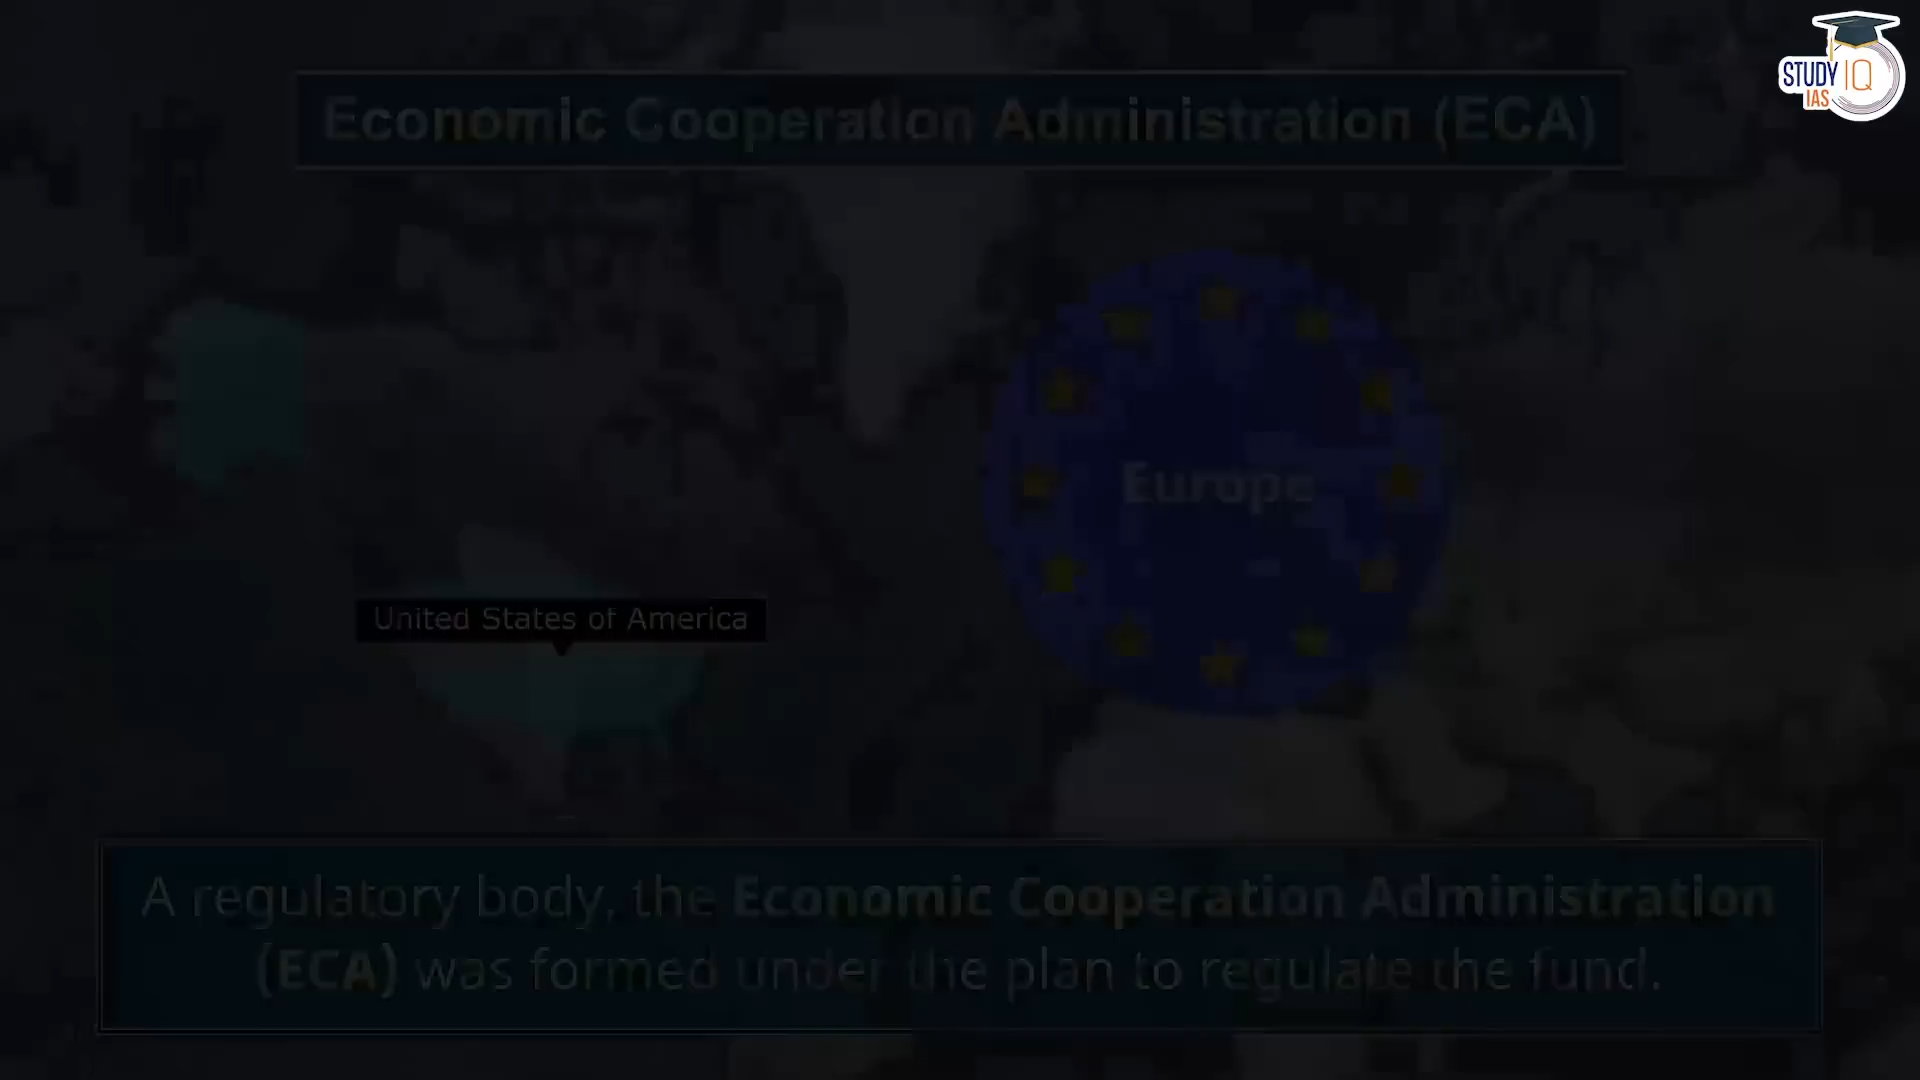 STUDY IQ
IAS
Economic Cooperation Administration (ECA)
Europe
United States of America
A regulatory body, the Economic Cooperation Administration
(ECA) was formed under the plan to regulate the fund.